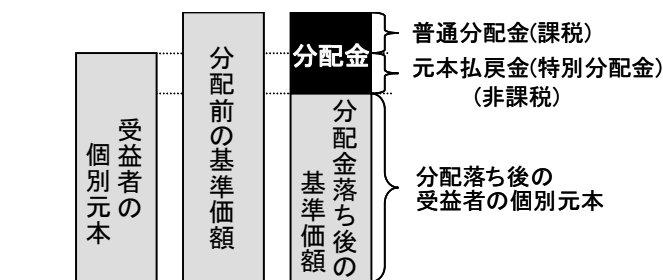 受益者の
個別元本
分配前の基準価額
分配金
分配金落ち後の
基準価額
普通分配金(課税)
元本払戻金(特別分配金)
(非課税)
分配落ち後の
受益者の個別元本